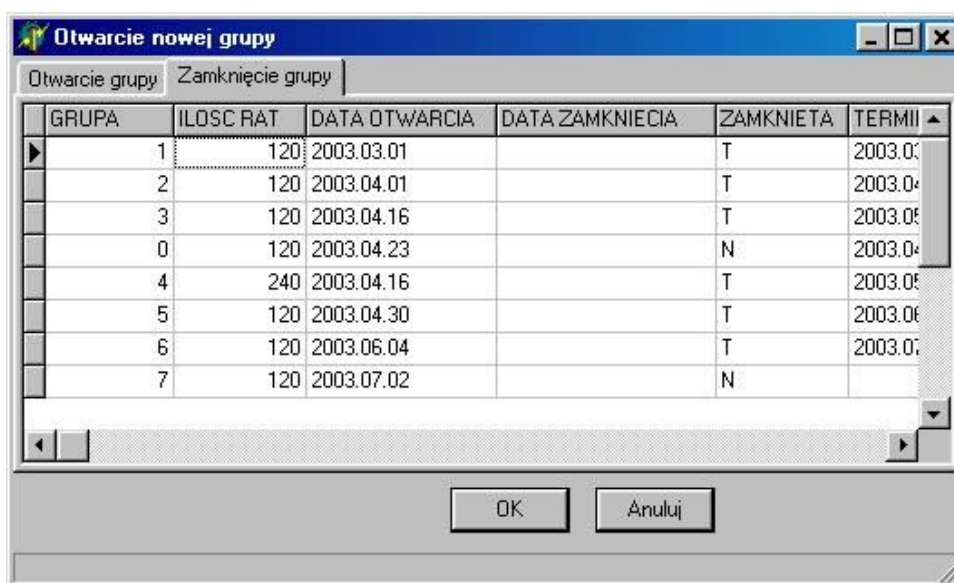 Otwarcie nowej grupy
Otwarcie grupy Zamknięcie grupy
GRUPA ILOSC RAT DATA OTWARCIA DATA ZAMKNIECIA ZAMKNIETA
1 120 2003.03.01 T
2 120 2003.04.01 T
3 120 2003.04.16 T
0 120 2003.04.23 N
4 240 2003.04.16 T
5 120 2003.04.30 T
6 120 2003.06.04 T
7 120 2003.07.02 N
OK Anuluj